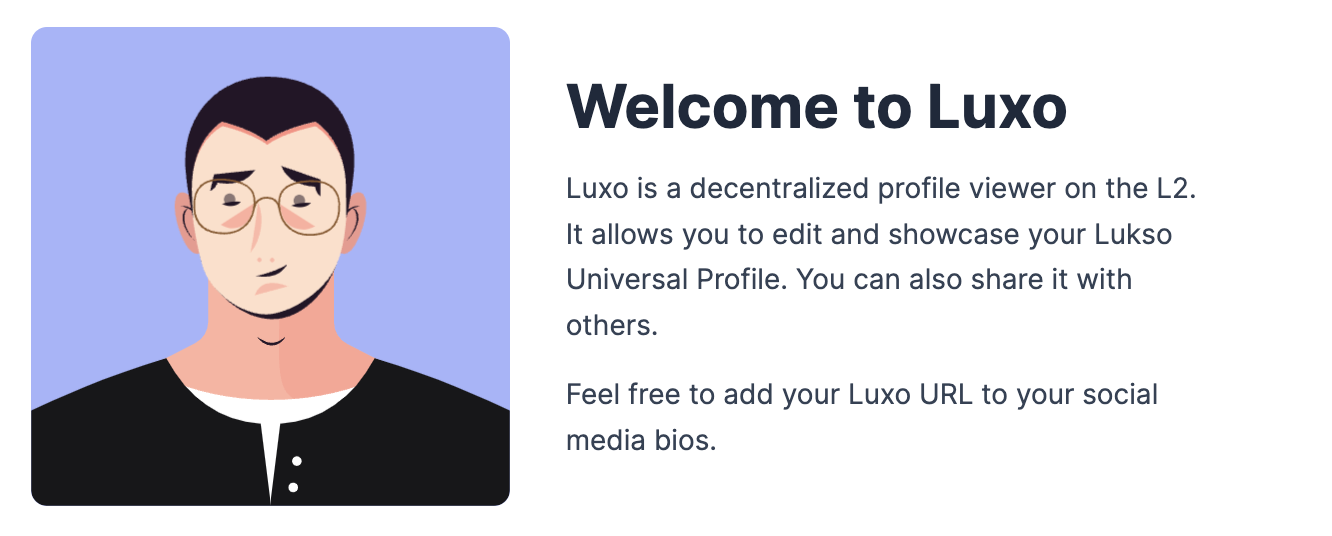 Welcome to Luxo
Luxo is a decentralized profile viewer on the L2.
It allows you to edit and showcase your Lukso
Universal Profile. You can also share it with
others.
Feel free to add your Luxo URL to your social
media bios.